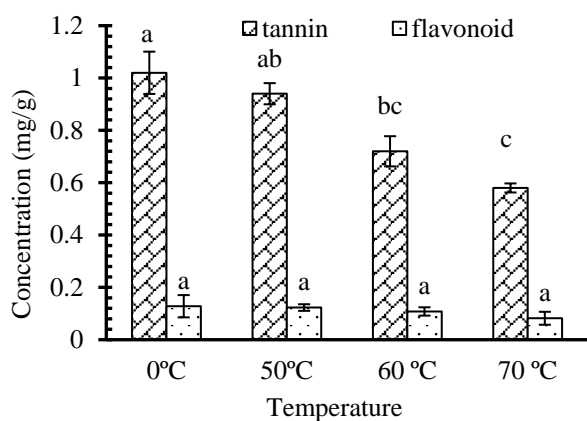 tannin flavonoid
1.2
1
0.8
0.6
0.4
0.2
0
Concentration (mg/g)
a ab bc c
a a a a
0ºC 50ºC 60 ºC 70 ºC
Temperature